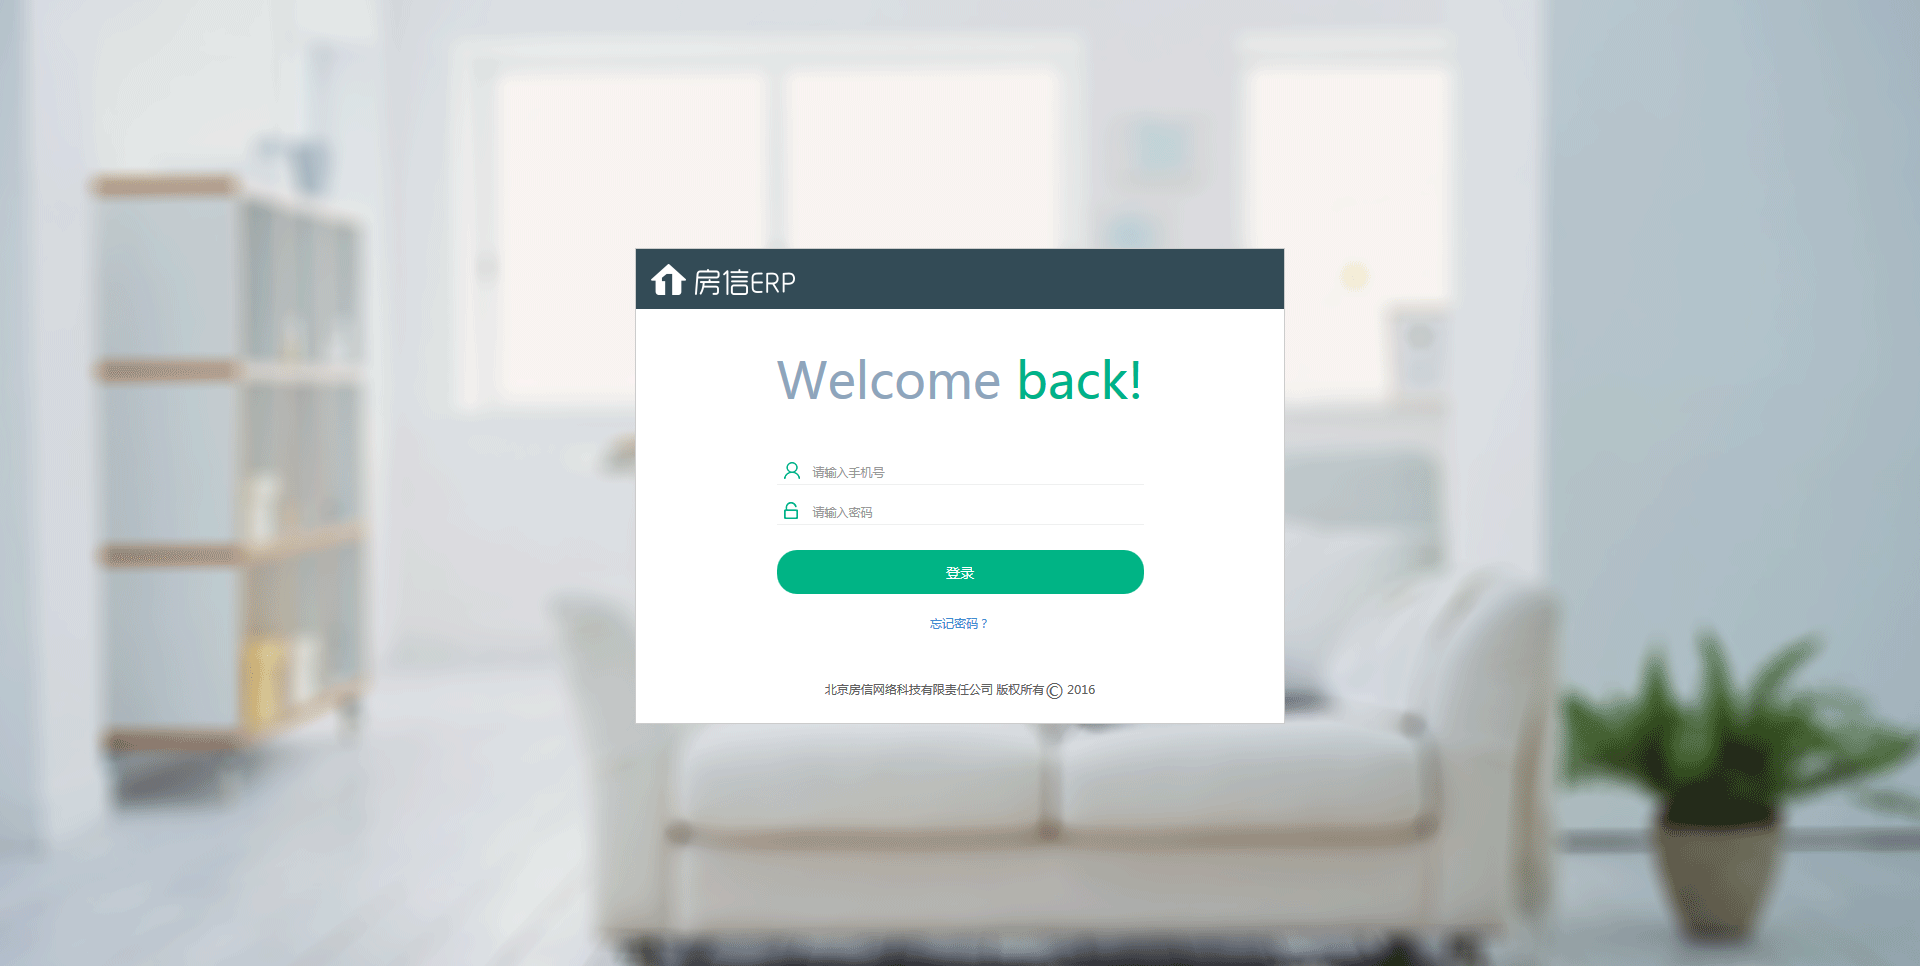 房信ERP
Welcome back!
请输入手机号
请输入密码
登录
忘记密码？
北京房信网络科技有限责任公司 版权所有© 2016